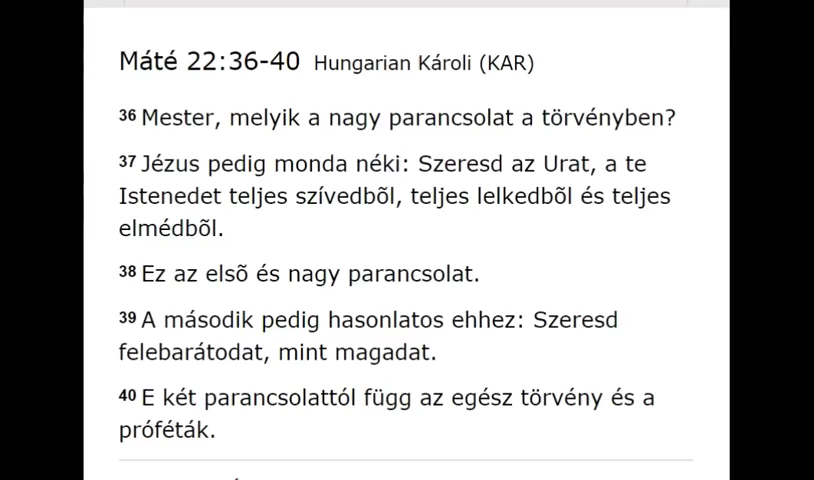 Máté 22:36-40 Hungarian Károli (KAR)
36 Mester, melyik a nagy parancsolat a törvényben?
37 Jézus pedig monda néki: Szeresd az Urat, a te
Istenedet teljes szívedbõl, teljes lelkedbõl és teljes
elmédbõl.
38 Ez az elsõ és nagy parancsolat.
39 A második pedig hasonlatos ehhez: Szeresd
felebarátodat, mint magadat.
40 E két parancsolattól függ az egész törvény és a
próféták.